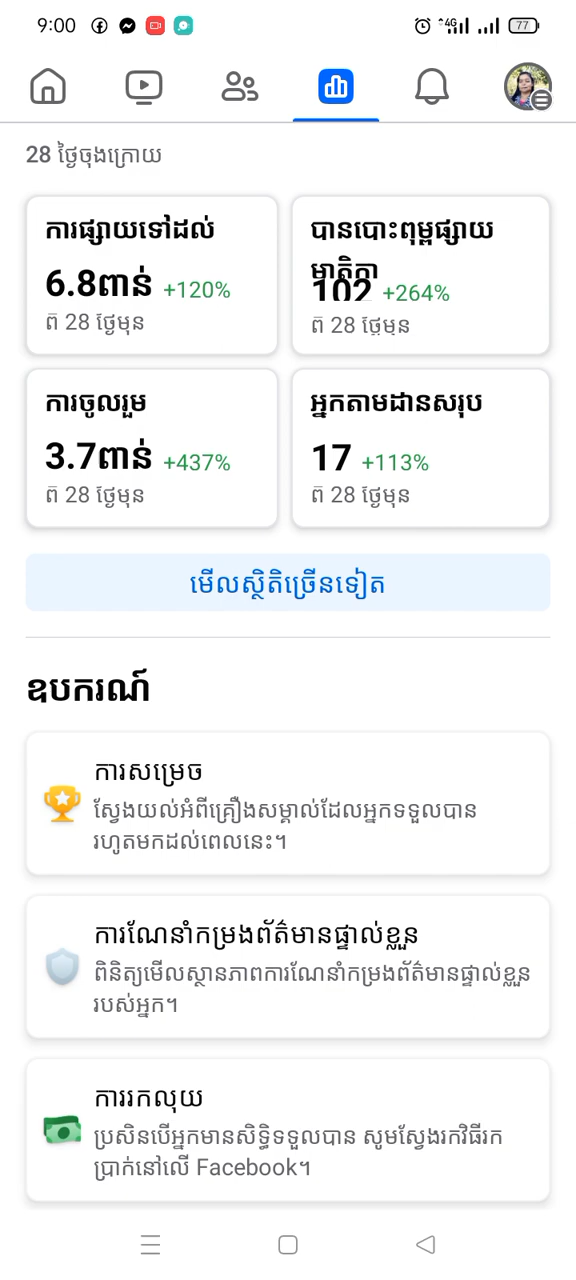 9:00
4G
77
28 ថ្ងៃចុងក្រោយ
ការផ្សាយទៅដល់
6.8ពាន់ +120%
ពី 28 ថ្ងៃមុន
បានបោះពុម្ពផ្សាយ
មាតិកា
102 +264%
ពី 28 ថ្ងៃមុន
ការចូលរួម
3.7ពាន់ +437%
ពី 28 ថ្ងៃមុន
អ្នកតាមដានសរុប
17 +113%
ពី 28 ថ្ងៃមុន
មើលស្ថិតិច្រើនទៀត
ឧបករណ៍
ការសម្រេច
ស្វែងយល់អំពីគ្រឿងសម្គាល់ដែលអ្នកទទួលបាន
រហូតមកដល់ពេលនេះ។
ការណែនាំកម្រងព័ត៌មានផ្ទាល់ខ្លួន
ពិនិត្យមើលស្ថានភាពការណែនាំកម្រងព័ត៌មានផ្ទាល់ខ្លួន
របស់អ្នក។
ការរកលុយ
ប្រសិនបើអ្នកមានសិទ្ធិទទួលបាន សូមស្វែងរកវិធីរក
ប្រាក់នៅលើ Facebook។